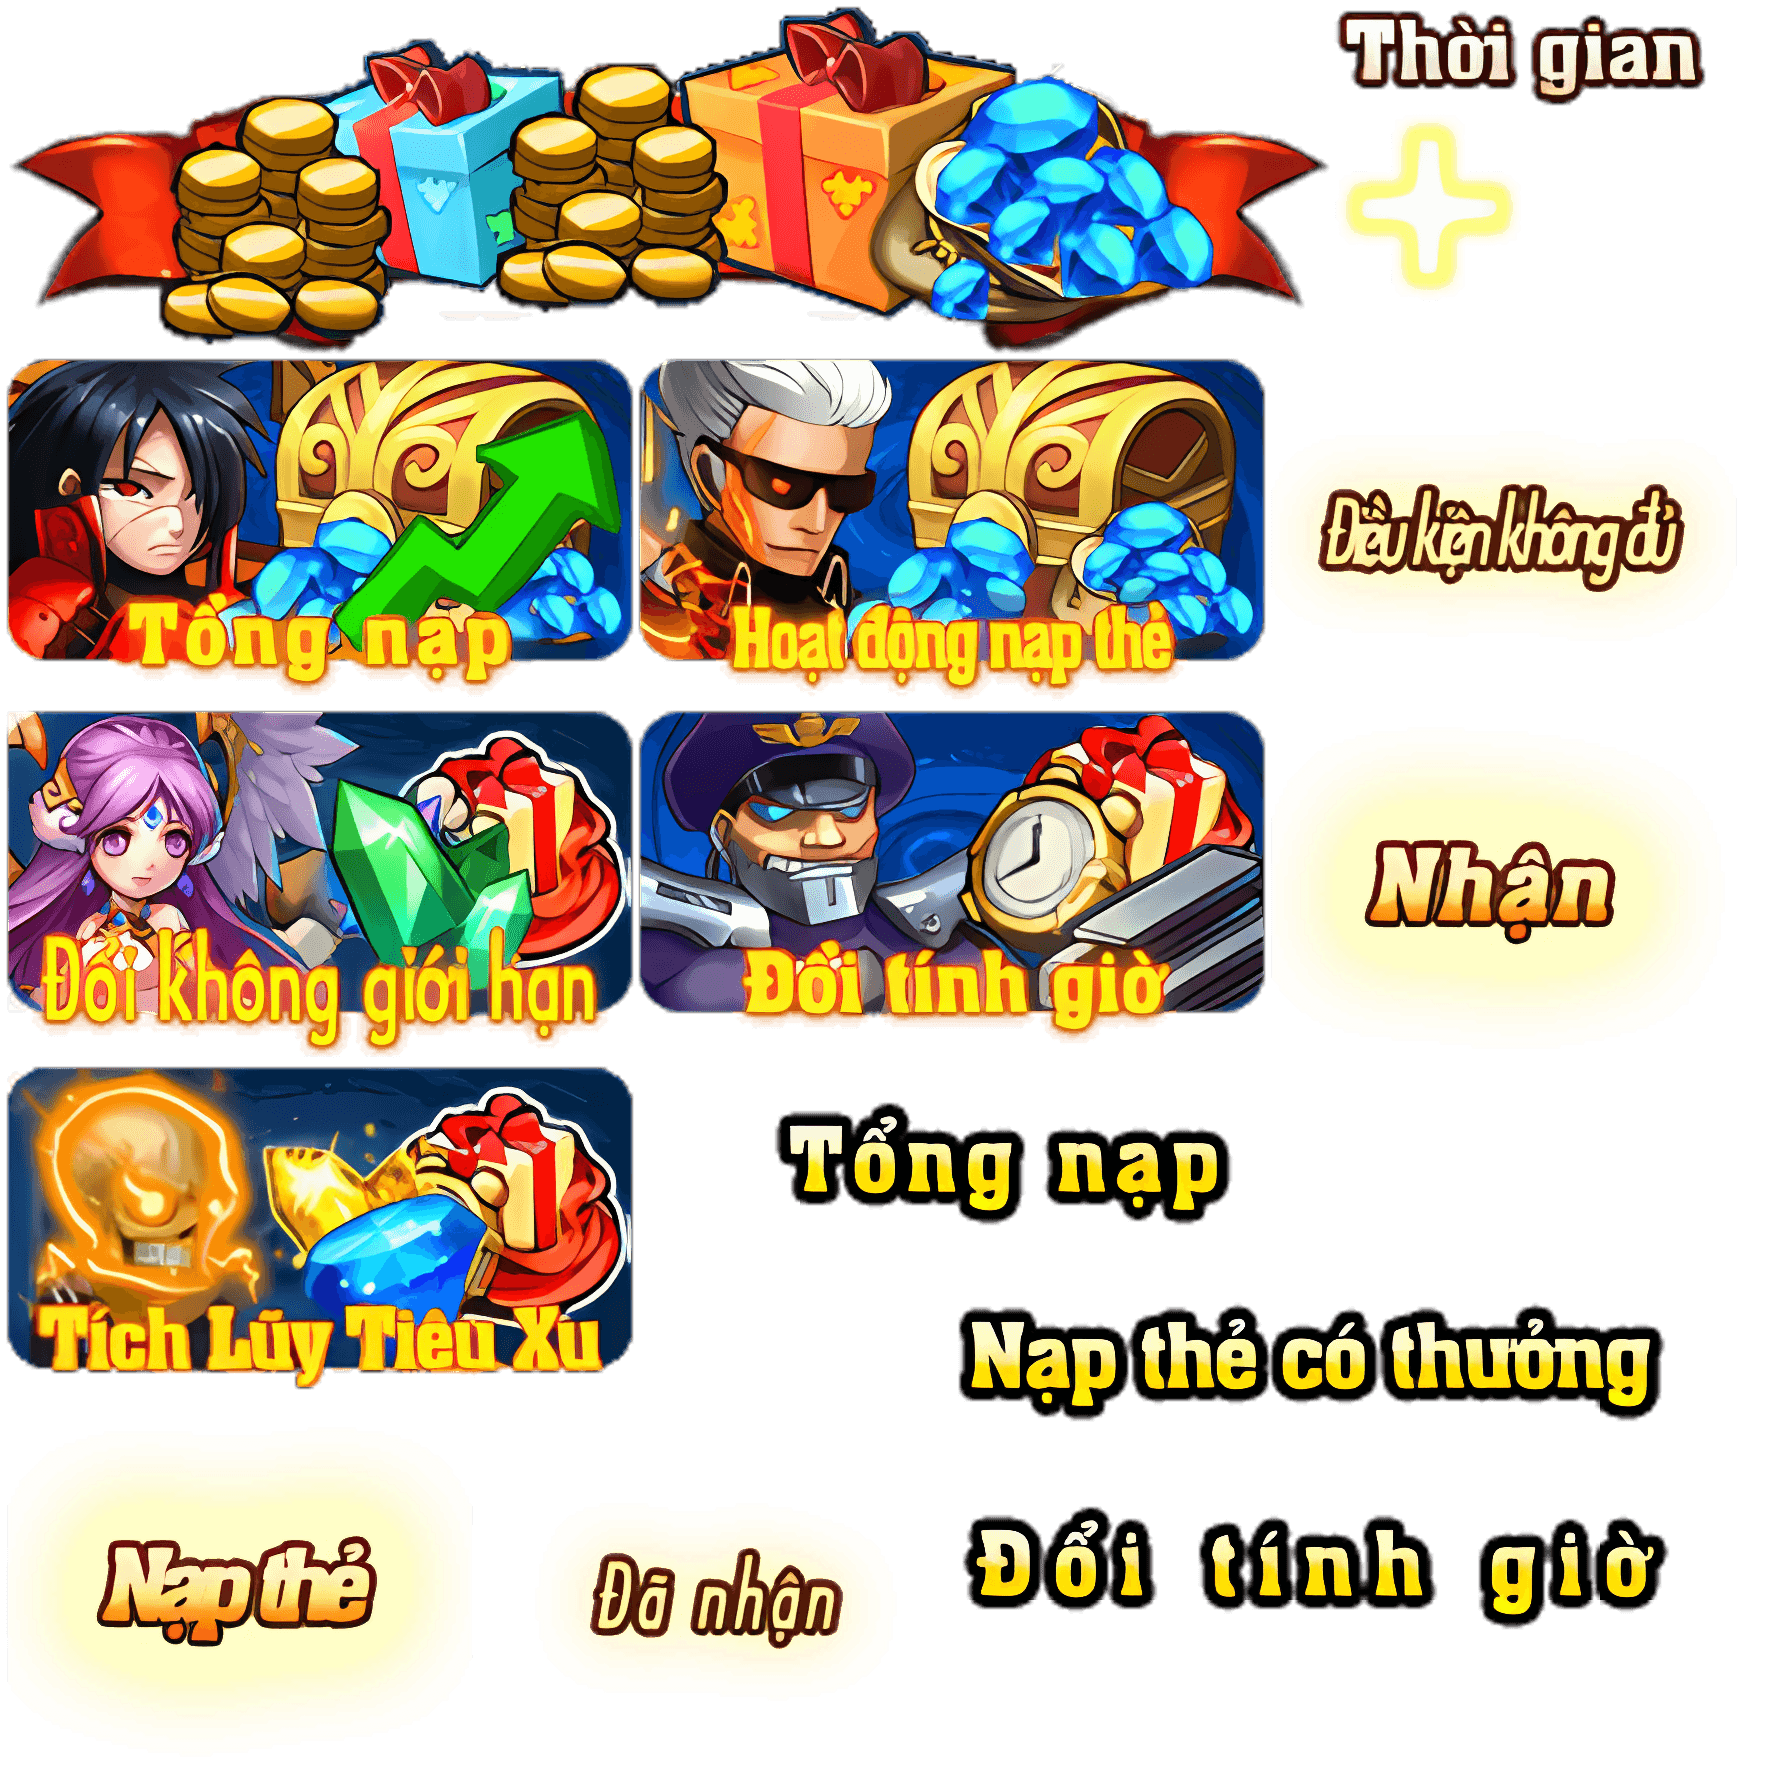 Thời gian
Tổng nạp
Hoạt động nạp thẻ
Điều kiện không đủ
Đổi không giới hạn
Đổi tính giờ
Nhận
Tích Lũy Tiêu Xu
Tổng nạp
Nạp thẻ có thưởng
Nạp thẻ
Đã nhận
Đổi tính giờ